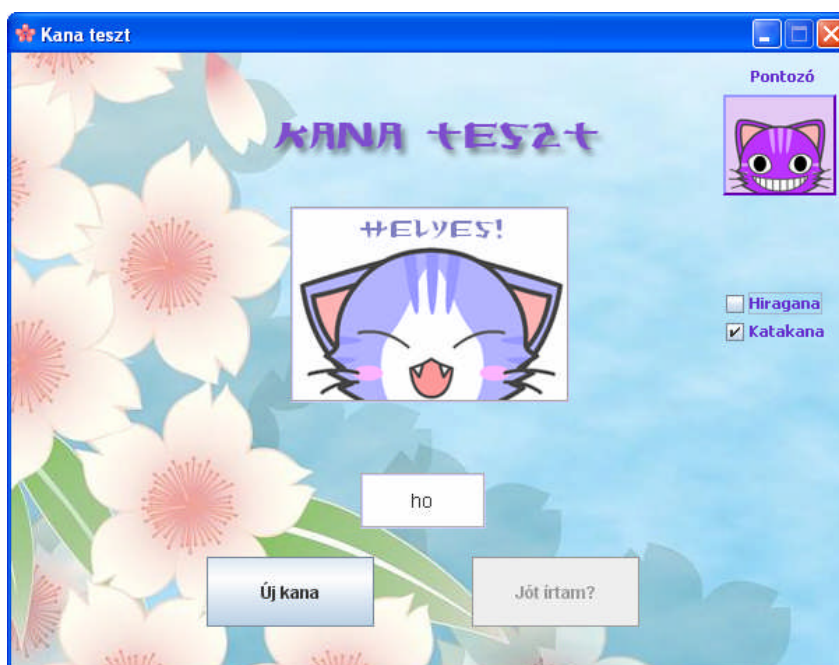 Kana teszt
Pontozó
KANA TESZT
HELYES!
Hiragana
Katakana
ho
Új kana
Jót írtam?